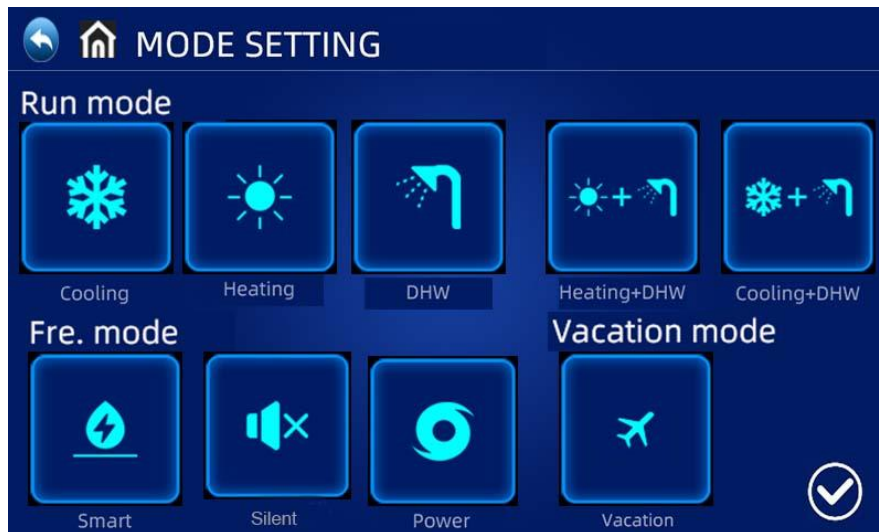 MODE SETTING
Run mode
Cooling
Heating
DHW
Heating+DHW
Cooling+DHW
Fre. mode
Vacation mode
Smart
Silent
Power
Vacation